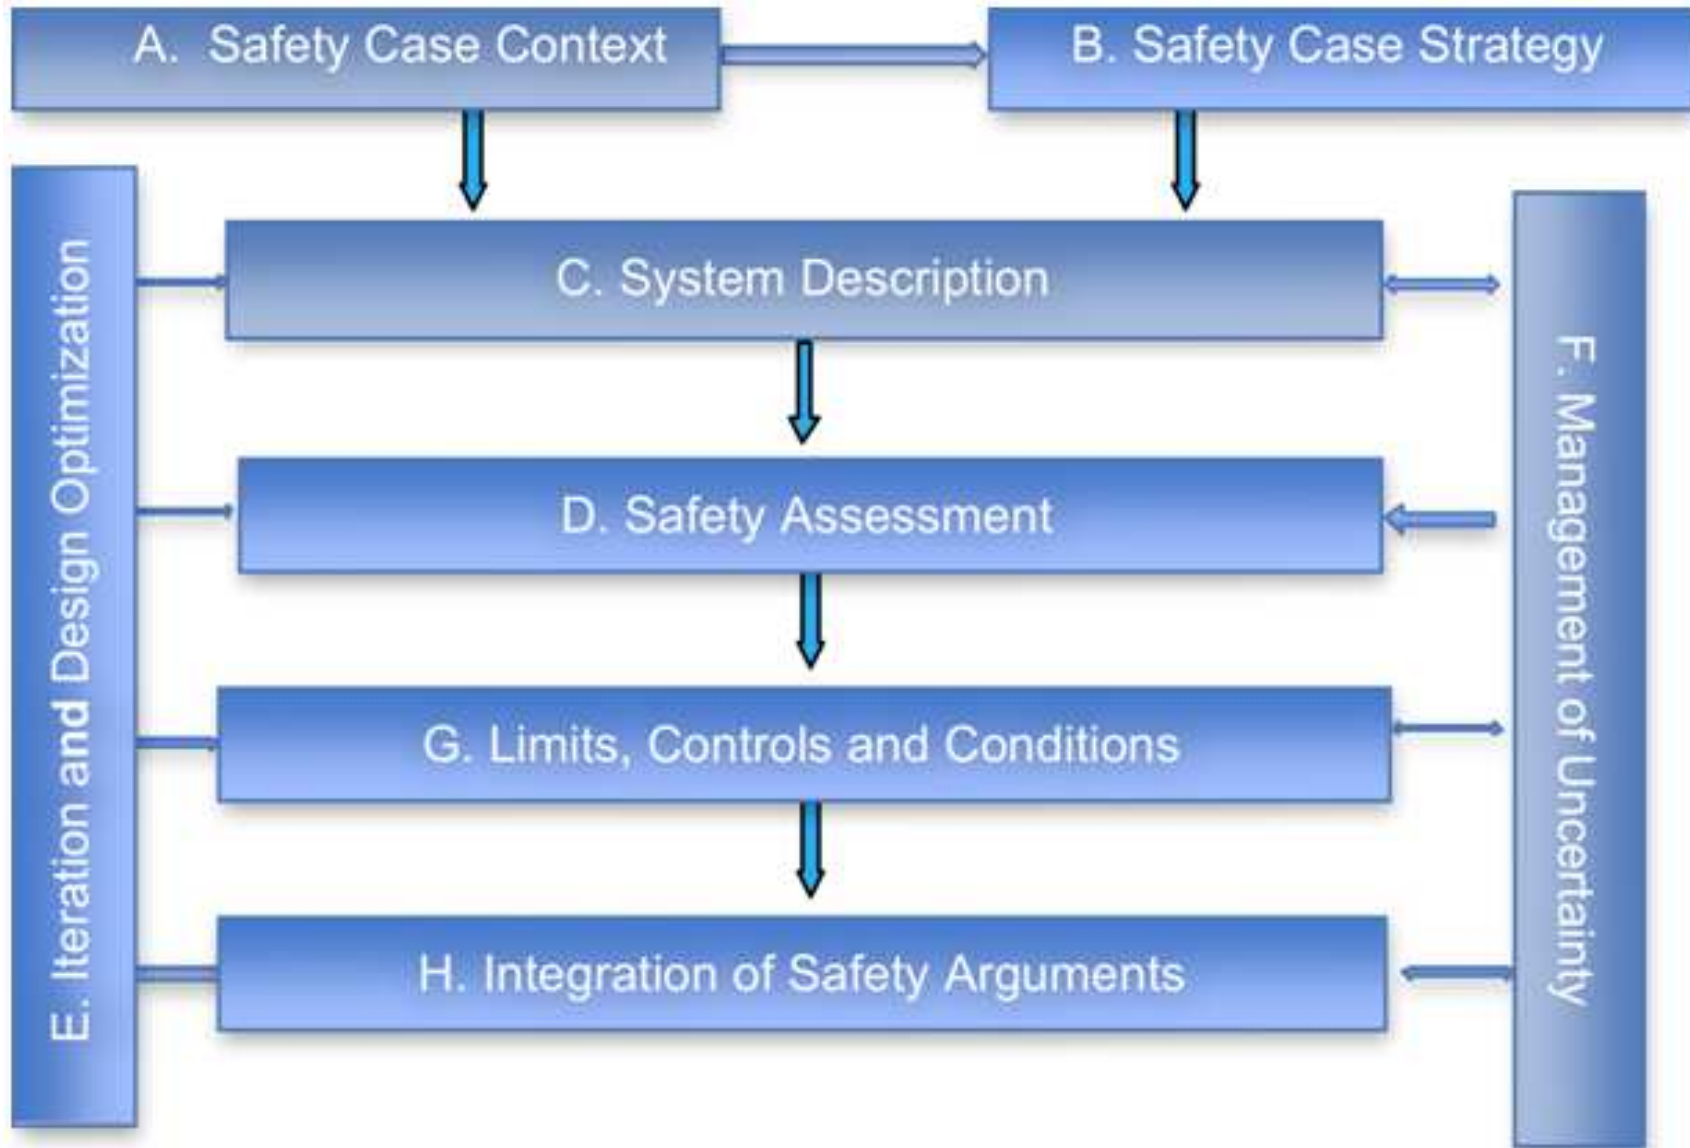 A. Safety Case Context
B. Safety Case Strategy
C. System Description
D. Safety Assessment
E. Iteration and Design Optimization
F. Management of Uncertainty
G. Limits, Controls and Conditions
H. Integration of Safety Arguments